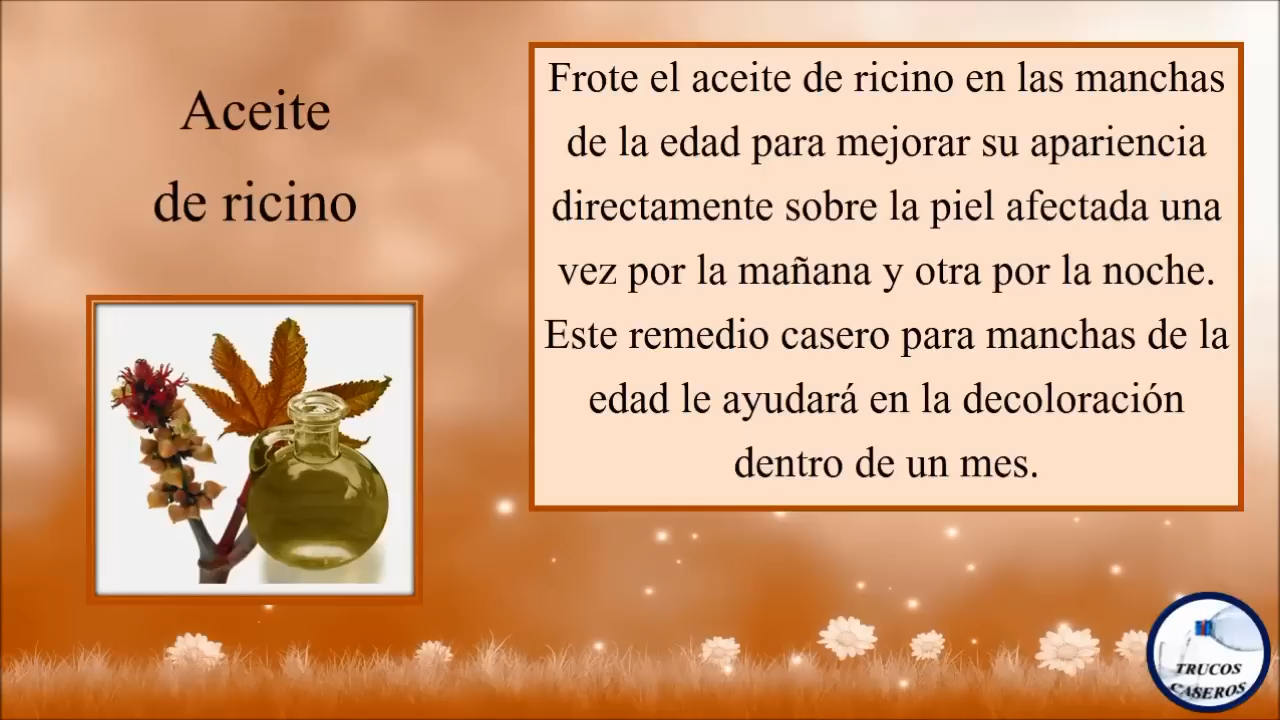 Aceite
de ricino
Frote el aceite de ricino en las manchas
de la edad para mejorar su apariencia
directamente sobre la piel afectada una
vez por la mañana y otra por la noche.
Este remedio casero para manchas de la
edad le ayudará en la decoloración
dentro de un mes.
TRUCOS
CASEROS